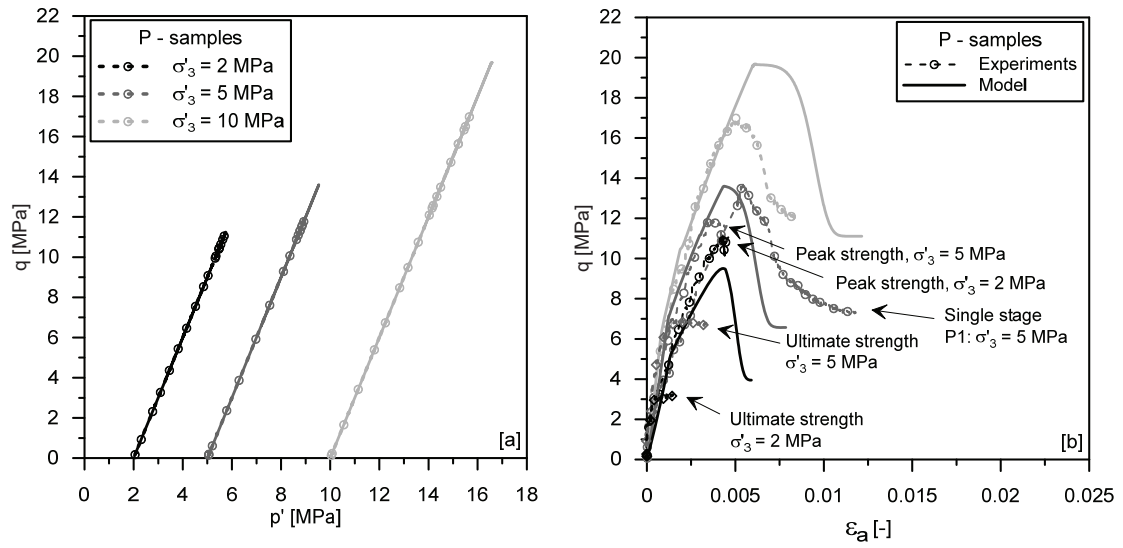 22
20
18
16
14
12
10
8
6
4
2
0
q [MPa]
P - samples
σ'3 = 2 MPa
σ'3 = 5 MPa
σ'3 = 10 MPa
[a]
0 2 4 6 8 10 12 14 16 18
p' [MPa]
22
20
18
16
14
12
10
8
6
4
2
0
q [MPa]
P - samples
Experiments
Model
Peak strength, σ'3 = 5 MPa
Peak strength, σ'3 = 2 MPa
Single stage
P1: σ'3 = 5 MPa
Ultimate strength
σ'3 = 5 MPa
Ultimate strength
σ'3 = 2 MPa
[b]
0 0.005 0.01 0.015 0.02 0.025
εa [-]